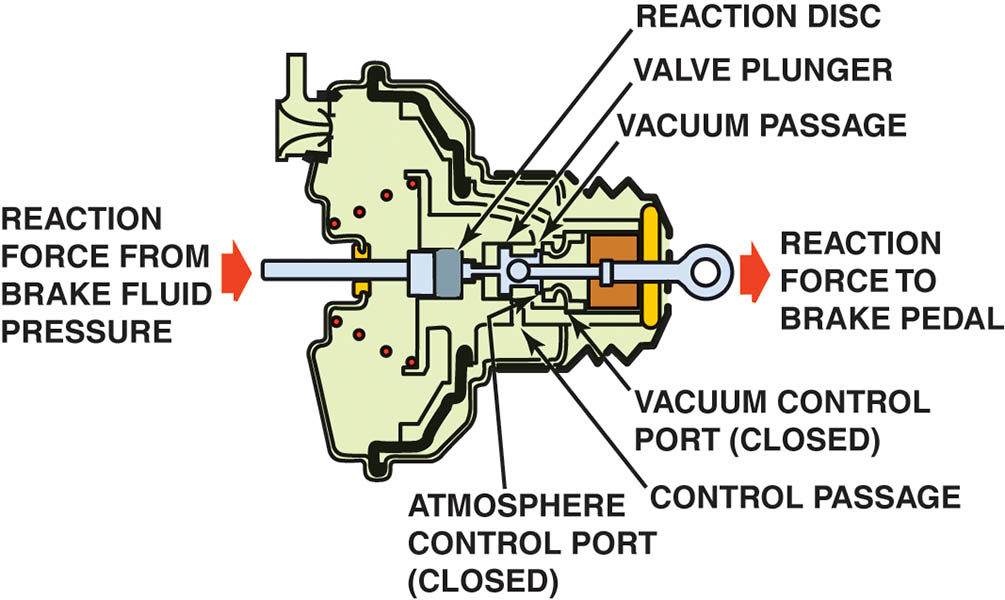 REACTION DISC
VALVE PLUNGER
VACUUM PASSAGE
REACTION
FORCE FROM
BRAKE FLUID
PRESSURE
REACTION
FORCE TO
BRAKE PEDAL
VACUUM CONTROL
PORT (CLOSED)
CONTROL PASSAGE
ATMOSPHERE
CONTROL PORT
(CLOSED)